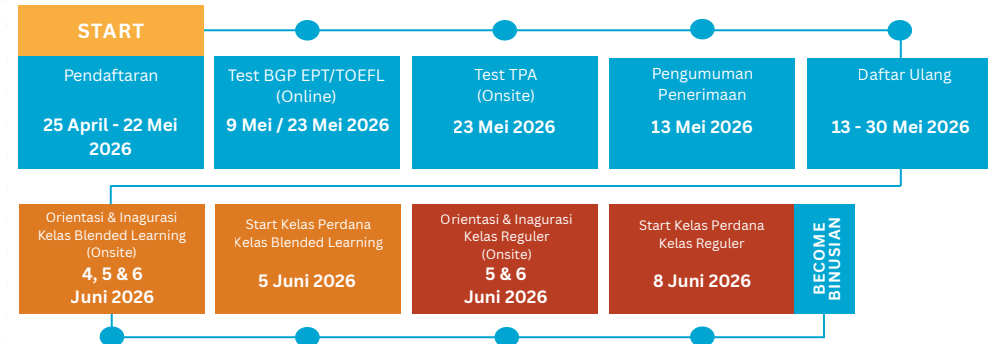 START
Pendaftaran
25 April - 22 Mei
2026
Test BGP EPT/TOEFL
(Online)
9 Mei / 23 Mei 2026
Test TPA
(Onsite)
23 Mei 2026
Pengumuman
Penerimaan
13 Mei 2026
Daftar Ulang
13 - 30 Mei 2026
Orientasi & Inagurasi
Kelas Blended Learning
(Onsite)
4, 5 & 6
Juni 2026
Start Kelas Perdana
Kelas Blended Learning
5 Juni 2026
Orientasi & Inagurasi
Kelas Reguler
(Onsite)
5 & 6
Juni 2026
Start Kelas Perdana
Kelas Reguler
8 Juni 2026
BECOME
BINUSIAN